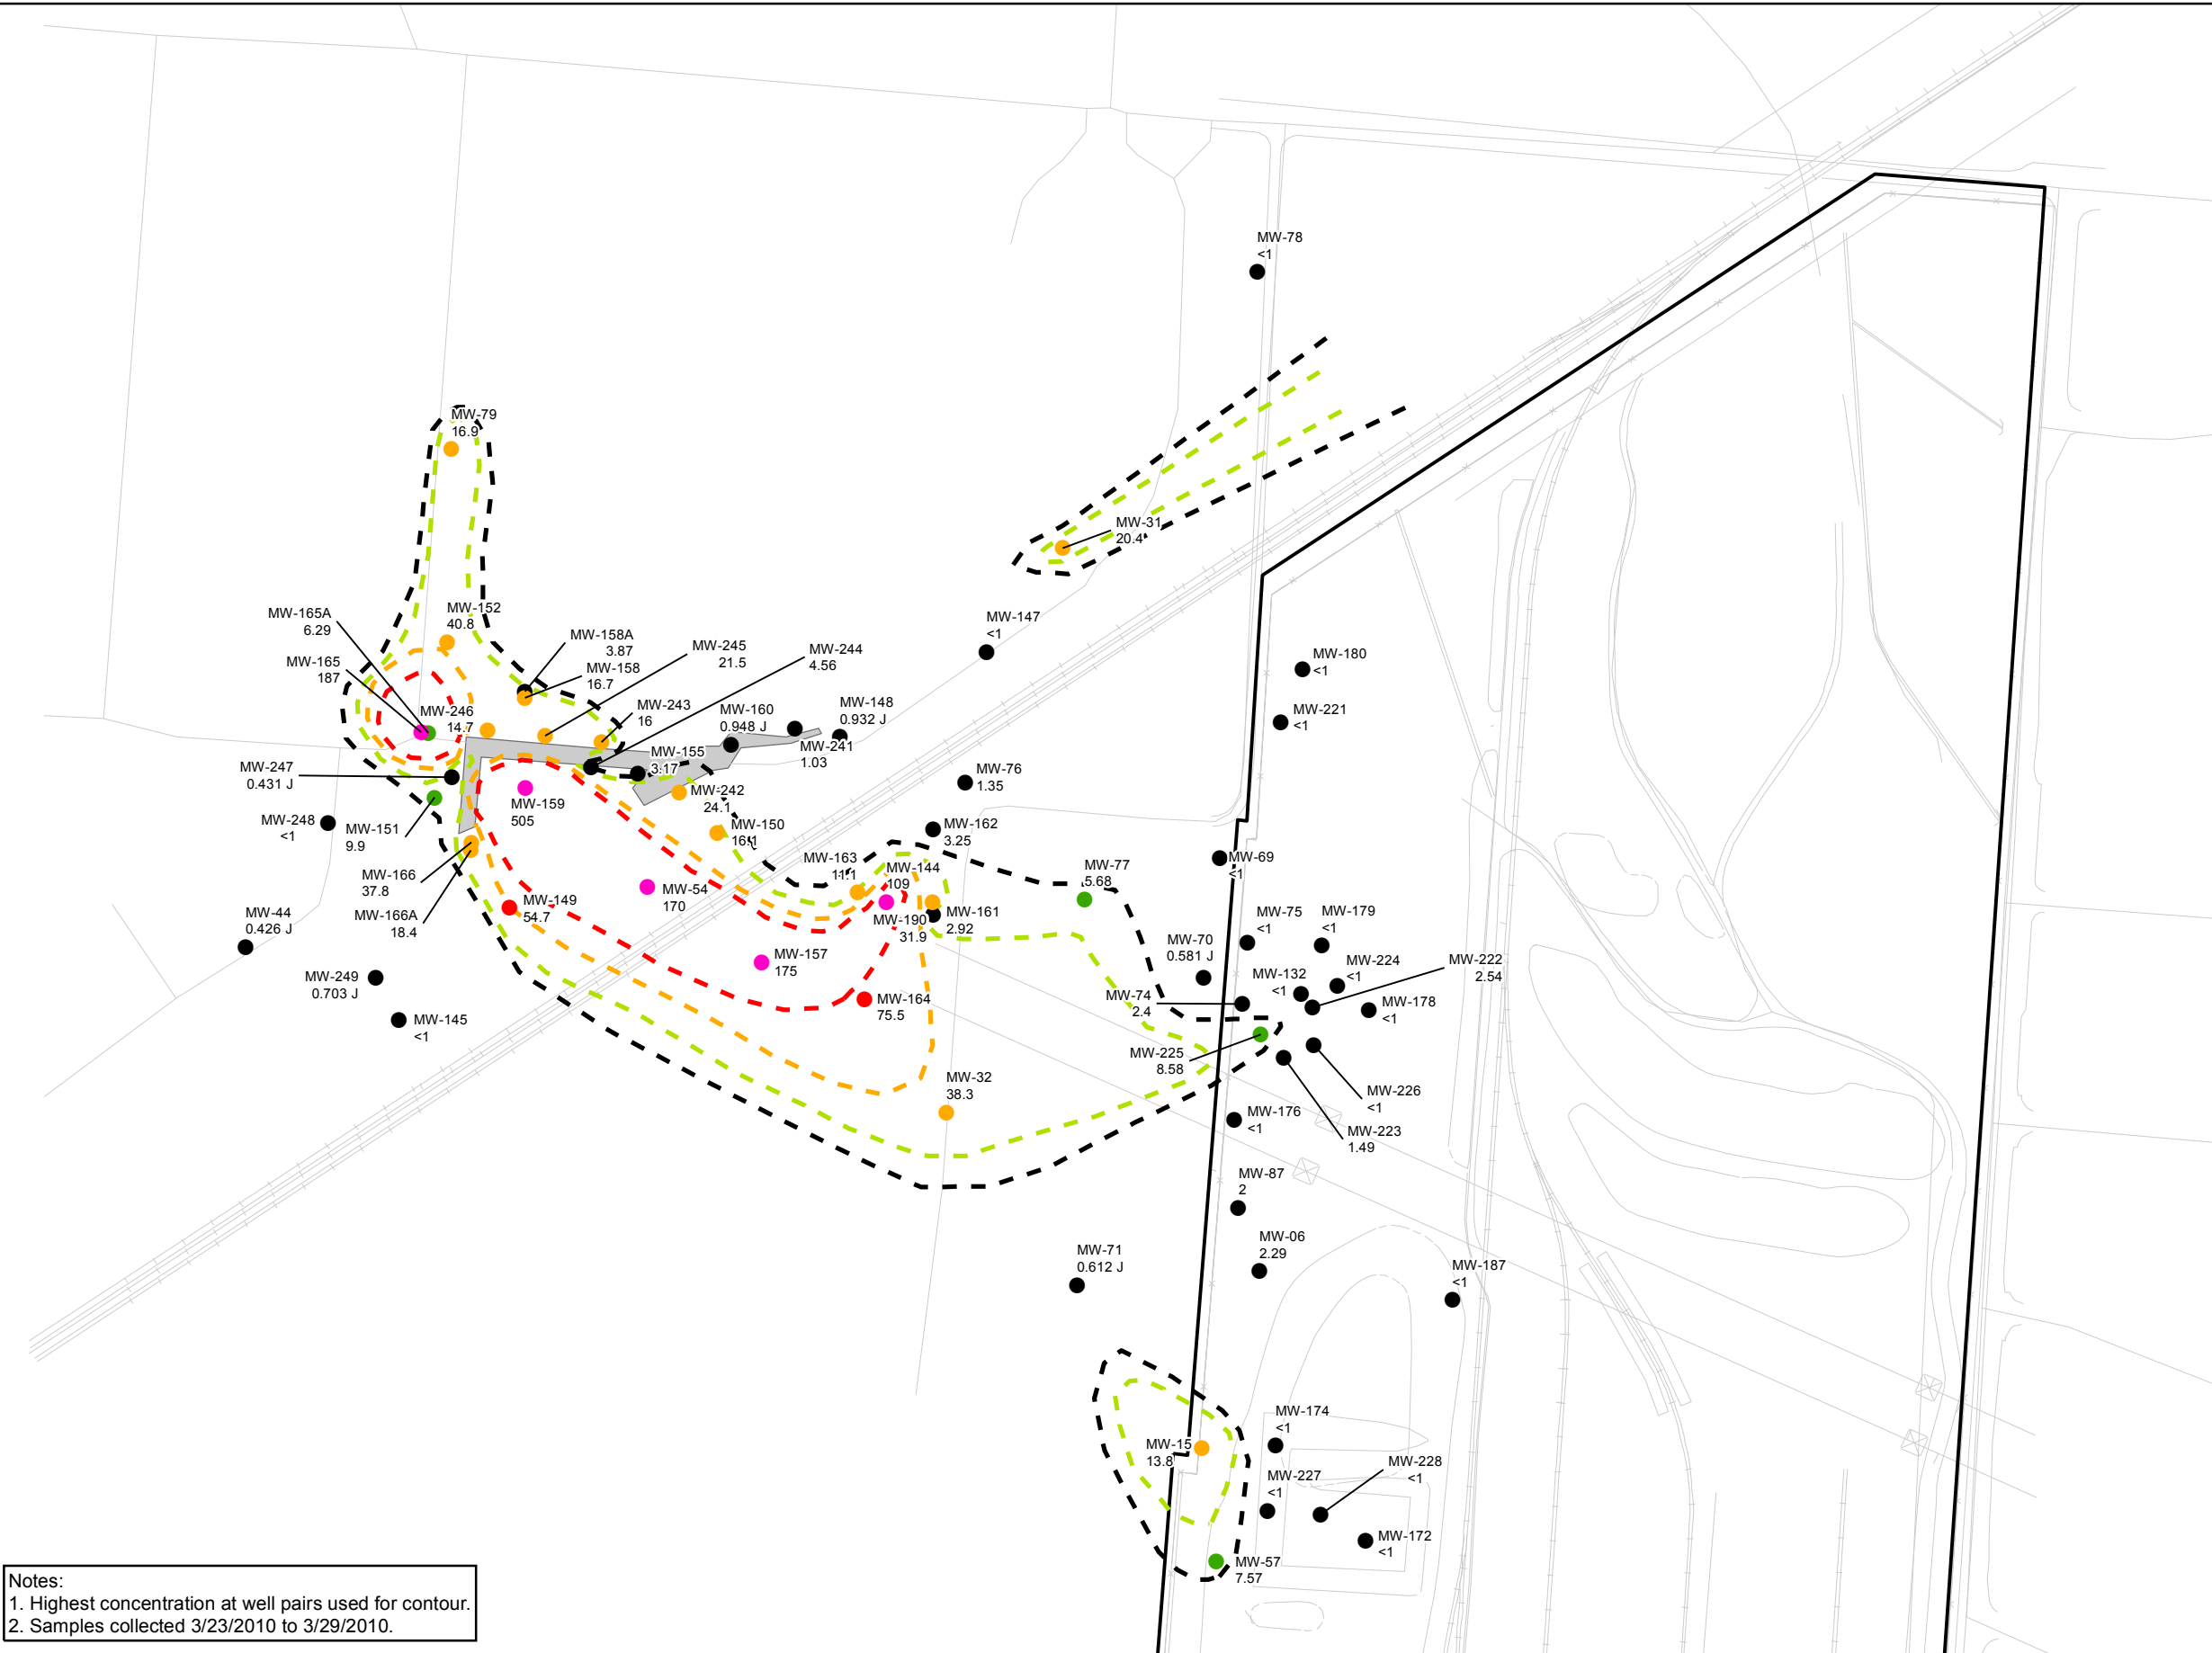 MW-78
<1
MW-79
16.9
MW-31
20.4
MW-165A
6.29
MW-152
40.8
MW-147
<1
MW-158A
3.87
MW-245
21.5
MW-244
4.56
MW-180
<1
MW-165
187
MW-158
16.7
MW-246
14.7
MW-243
16
MW-160
0.948 J
MW-148
0.932 J
MW-221
<1
MW-155
3.17
MW-241
1.03
MW-247
0.431 J
MW-76
1.35
MW-159
505
MW-242
24.1
MW-248
<1
MW-151
9.9
MW-150
16.1
MW-162
3.25
MW-163
11.1
MW-144
109
MW-77
5.68
MW-69
<1
MW-166
37.8
MW-54
170
MW-149
54.7
MW-166A
18.4
MW-44
0.426 J
MW-190
31.9
MW-161
2.92
MW-75
<1
MW-179
<1
MW-70
0.581 J
MW-157
175
MW-249
0.703 J
MW-132
<1
MW-224
<1
MW-222
2.54
MW-164
75.5
MW-74
2.4
MW-178
<1
MW-145
<1
MW-225
8.58
MW-32
38.3
MW-226
<1
MW-176
<1
MW-223
1.49
MW-87
2
MW-06
2.29
MW-71
0.612 J
MW-187
<1
MW-174
<1
MW-15
13.8
MW-228
<1
MW-227
<1
MW-172
<1
MW-57
7.57
Notes:
1. Highest concentration at well pairs used for contour.
2. Samples collected 3/23/2010 to 3/29/2010.